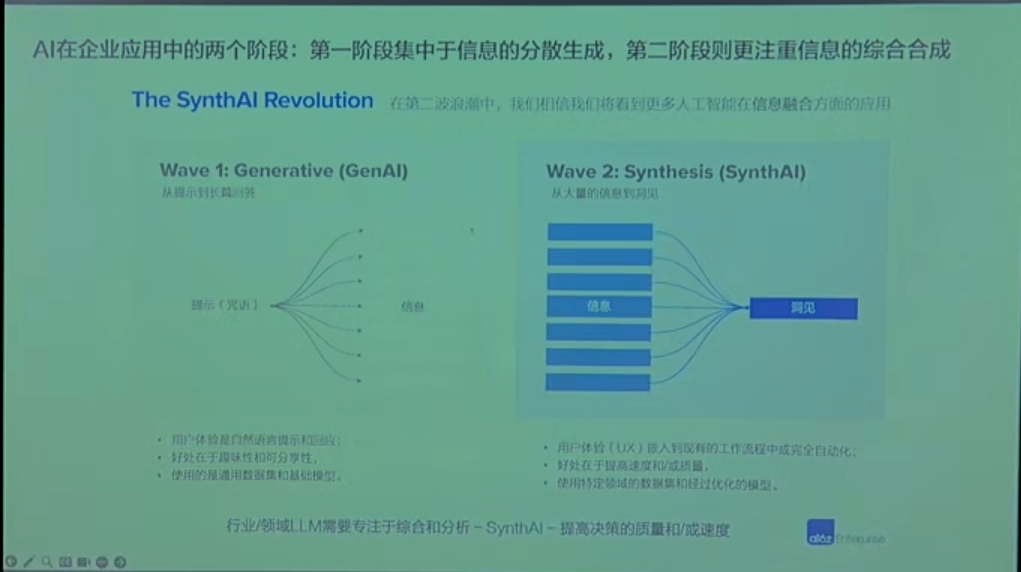 AI在企业应用中的两个阶段：第一阶段集中于信息的分散生成，第二阶段则更注重信息的综合合成
The SynthAI Revolution 在第二波浪潮中，我们相信我们将看到更多人工智能在信息融合方面的应用
Wave 1: Generative (GenAI)
从提示到长篇回答
提示（咒语）
信息
• 用户体验是自然语言提示和回应；
• 好处在于趣味性和可分享性。
• 使用的是通用数据集和基础模型。
Wave 2: Synthesis (SynthAI)
从大量的信息到洞见
信息
洞见
• 用户体验（UX）嵌入到现有的工作流程中或完全自动化；
• 好处在于提高速度和/或质量。
• 使用特定领域的数据集和经过优化的模型。
行业/领域LLM需要专注于综合和分析 – SynthAI – 提高决策的质量和/或速度
a16z Enterprise